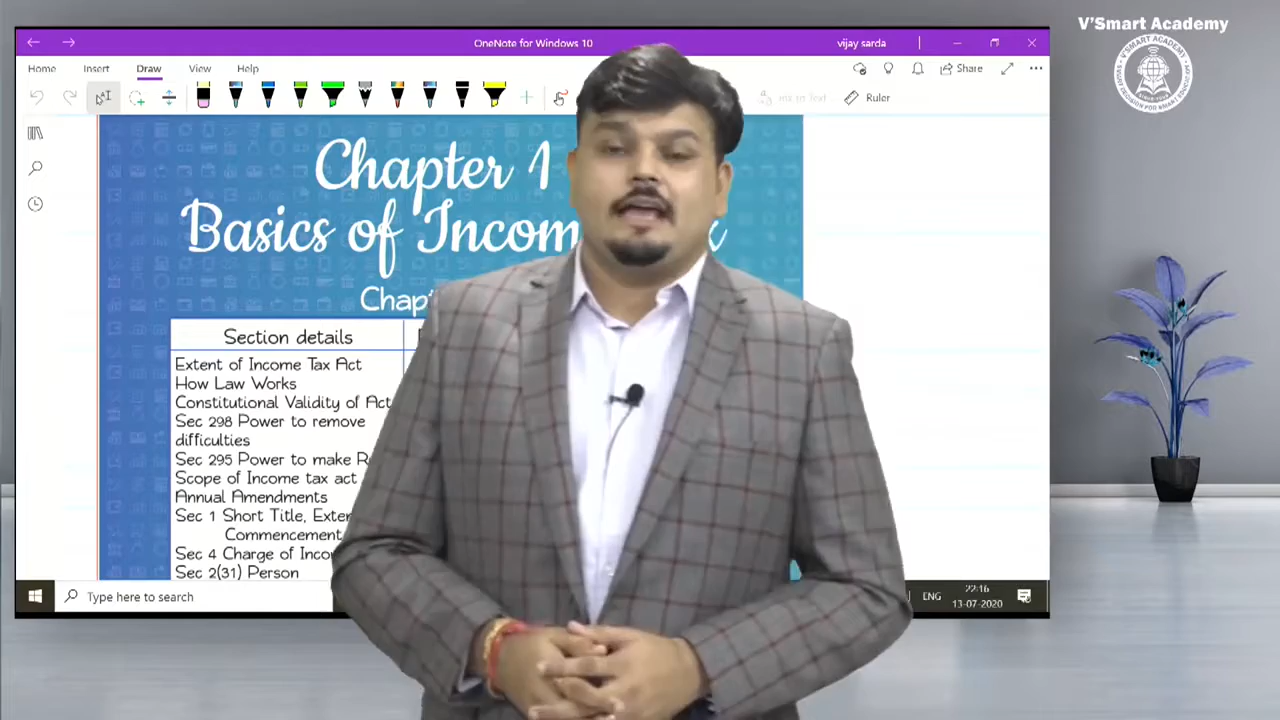 V'Smart Academy
OneNote for Windows 10
vijay sarda
Home Insert Draw View Help
Share
Ink to Text
Ruler
Chapter 1
Basics of
Section details
Extent of Income Tax Act
How Law Works
Constitutional Validity of Act
Sec 298 Power to remove
difficulties
Sec 295 Power to make
Scope of Income tax act
Annual Amendments
Sec 1 Short Title,
Commencement
Sec 4 Charge of
Sec 2(31) Person
Type here to search
ENG
22:16
13-07-2020